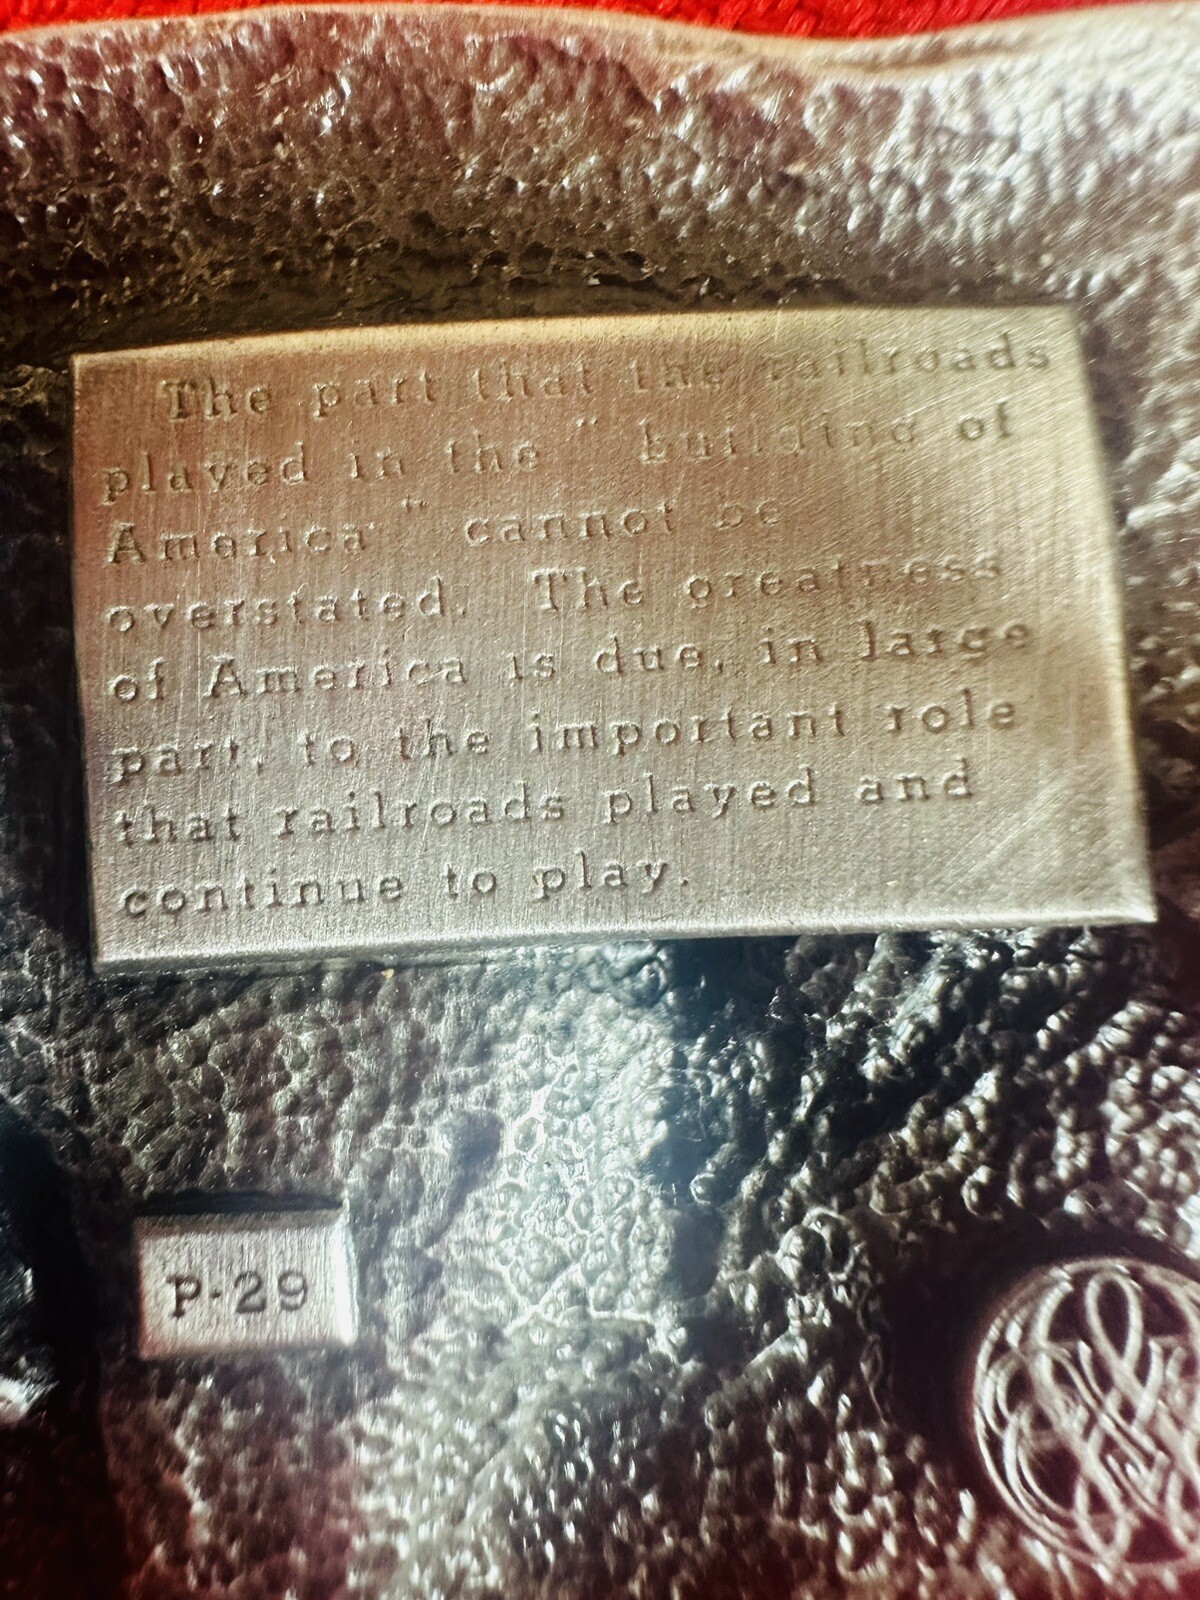 The part that the railroads
played in the " building of
America " cannot be
overstated. The greatness
of America is due, in large
part, to the important role
that railroads played and
continue to play.
P-29